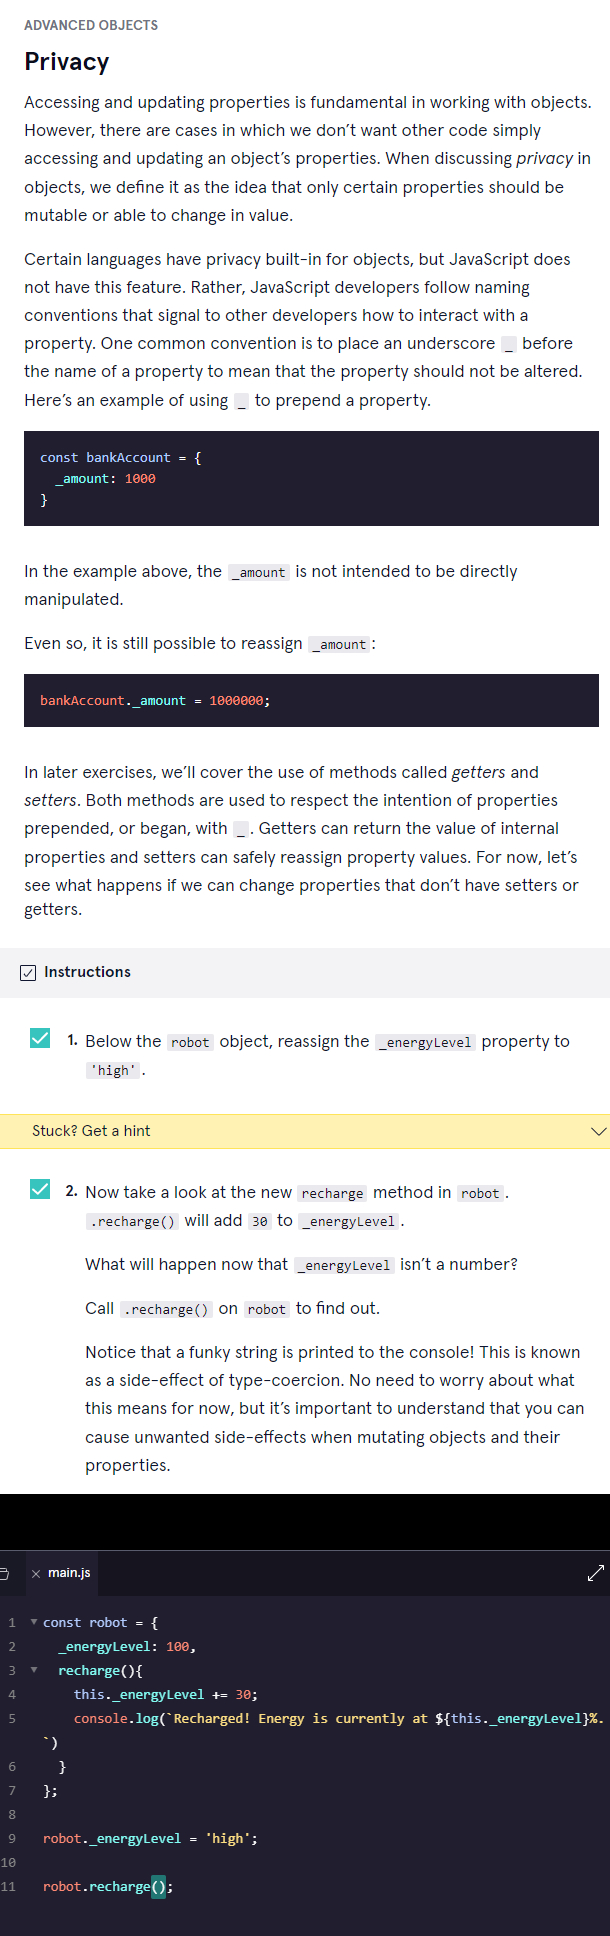 ADVANCED OBJECTS
Privacy
Accessing and updating properties is fundamental in working with objects.
However, there are cases in which we don’t want other code simply
accessing and updating an object’s properties. When discussing privacy in
objects, we define it as the idea that only certain properties should be
mutable or able to change in value.
Certain languages have privacy built-in for objects, but JavaScript does
not have this feature. Rather, JavaScript developers follow naming
conventions that signal to other developers how to interact with a
property. One common convention is to place an underscore _ before
the name of a property to mean that the property should not be altered.
Here’s an example of using _ to prepend a property.
const bankAccount = {
  _amount: 1000
}
In the example above, the _amount is not intended to be directly
manipulated.
Even so, it is still possible to reassign _amount :
bankAccount._amount = 1000000;
In later exercises, we’ll cover the use of methods called getters and
setters. Both methods are used to respect the intention of properties
prepended, or began, with _. Getters can return the value of internal
properties and setters can safely reassign property values. For now, let’s
see what happens if we can change properties that don’t have setters or
getters.
Instructions
1. Below the robot object, reassign the _energyLevel property to
'high' .
Stuck? Get a hint
2. Now take a look at the new recharge method in robot .
.recharge() will add 30 to _energyLevel .
What will happen now that _energyLevel isn’t a number?
Call .recharge() on robot to find out.
Notice that a funky string is printed to the console! This is known
as a side-effect of type-coercion. No need to worry about what
this means for now, but it’s important to understand that you can
cause unwanted side-effects when mutating objects and their
properties.
main.js
1 const robot = {
2   _energyLevel: 100,
3   recharge(){
4     this._energyLevel += 30;
5     console.log(`Recharged! Energy is currently at ${this._energyLevel}%.
`)
6   }
7 };
8
9 robot._energyLevel = 'high';
10
11 robot.recharge();